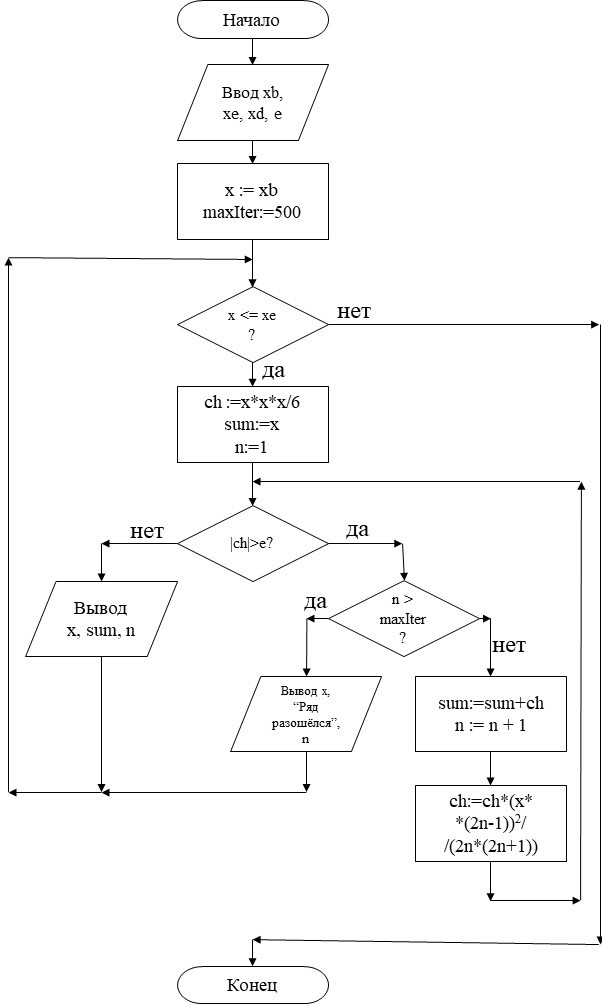 Начало
Ввод xb,
xe, xd, e
x := xb
maxIter:=500
x <= xe
?
нет
да
ch :=x*x*x/6
sum:=x
n:=1
|ch|>e?
нет
да
Вывод
x, sum, n
n >
maxIter
?
да
нет
Вывод x,
“Ряд
разошёлся”,
n
sum:=sum+ch
n := n + 1
ch:=ch*(x*
*(2n-1))²/
/(2n*(2n+1))
Конец